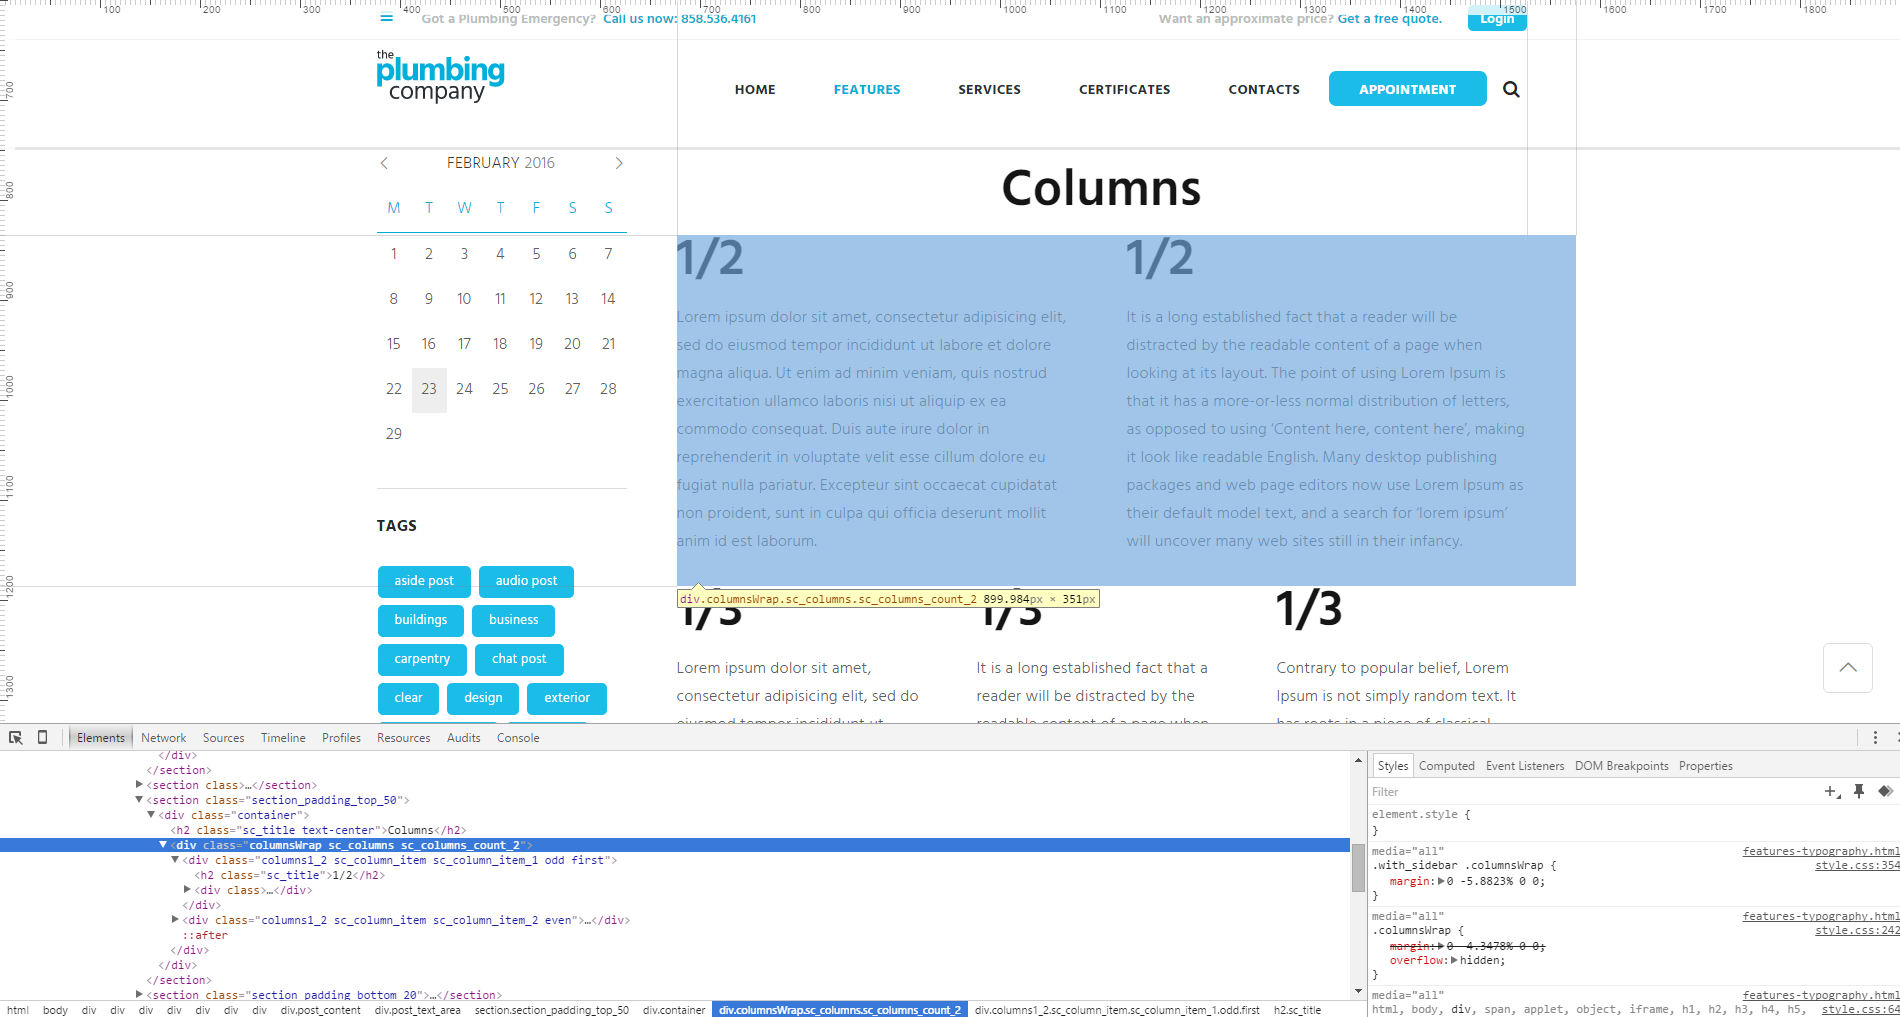 100 200 300 400 500 600 700 800 900 1000 1100 1200 1300 1400 1500 1600 1700 1800
Got a Plumbing Emergency? Call us now: 858.536.4161
Want an approximate price? Get a free quote.
Login
the
plumbing
company
HOME FEATURES SERVICES CERTIFICATES CONTACTS APPOINTMENT
700
800
900
1000
1100
1200
1300
FEBRUARY 2016
M T W T F S S
1 2 3 4 5 6 7
8 9 10 11 12 13 14
15 16 17 18 19 20 21
22 23 24 25 26 27 28
29
TAGS
aside post audio post
buildings business
carpentry chat post
clear design exterior
Columns
1/2
Lorem ipsum dolor sit amet, consectetur adipisicing elit,
sed do eiusmod tempor incididunt ut labore et dolore
magna aliqua. Ut enim ad minim veniam, quis nostrud
exercitation ullamco laboris nisi ut aliquip ex ea
commodo consequat. Duis aute irure dolor in
reprehenderit in voluptate velit esse cillum dolore eu
fugiat nulla pariatur. Excepteur sint occaecat cupidatat
non proident, sunt in culpa qui officia deserunt mollit
anim id est laborum.
1/2
It is a long established fact that a reader will be
distracted by the readable content of a page when
looking at its layout. The point of using Lorem Ipsum is
that it has a more-or-less normal distribution of letters,
as opposed to using ‘Content here, content here’, making
it look like readable English. Many desktop publishing
packages and web page editors now use Lorem Ipsum as
their default model text, and a search for ‘lorem ipsum’
will uncover many web sites still in their infancy.
div.columnsWrap.sc_columns.sc_columns_count_2 899.984px × 351px
1/3
Lorem ipsum dolor sit amet,
consectetur adipisicing elit, sed do
eiusmod tempor incididunt ut
1/3
It is a long established fact that a
reader will be distracted by the
readable content of a page when
1/3
Contrary to popular belief, Lorem
Ipsum is not simply random text. It
has roots in a piece of classical
Elements Network Sources Timeline Profiles Resources Audits Console
</div>
</section>
<section class>…</section>
<section class="section_padding_top_50">
<div class="container">
<h2 class="sc_title text-center">Columns</h2>
<div class="columnsWrap sc_columns sc_columns_count_2">
<div class="columns1_2 sc_column_item sc_column_item_1 odd first">
<h2 class="sc_title">1/2</h2>
<div class>…</div>
</div>
<div class="columns1_2 sc_column_item sc_column_item_2 even">…</div>
::after
</div>
</div>
</section>
<section class="section_padding_bottom_20">…</section>
html body div div div div div div div div.post_content div.post_text_area section.section_padding_top_50 div.container div.columnsWrap.sc_columns.sc_columns_count_2 div.columns1_2.sc_column_item.sc_column_item_1.odd.first h2.sc_title
Styles Computed Event Listeners DOM Breakpoints Properties
Filter
element.style {
}
media="all" features-typography.html
.with_sidebar .columnsWrap { style.css:354
margin: 0 -5.8823% 0 0;
}
media="all" features-typography.html
.columnsWrap { style.css:242
margin: 0 -4.3478% 0 0;
overflow: hidden;
}
media="all" features-typography.html
html, body, div, span, applet, object, iframe, h1, h2, h3, h4, h5, style.css:64